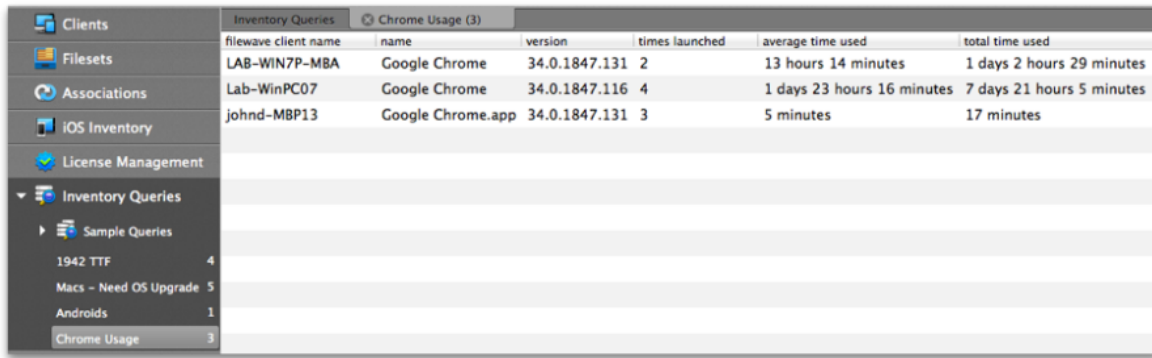 Clients
Filesets
Associations
iOS Inventory
License Management
Inventory Queries
Sample Queries
1942 TTF 4
Macs – Need OS Upgrade 5
Androids 1
Chrome Usage 3
Inventory Queries Chrome Usage (3)
filewave client name name version times launched average time used total time used
LAB-WIN7P-MBA Google Chrome 34.0.1847.131 2 13 hours 14 minutes 1 days 2 hours 29 minutes
Lab-WinPC07 Google Chrome 34.0.1847.116 4 1 days 23 hours 16 minutes 7 days 21 hours 5 minutes
johnd-MBP13 Google Chrome.app 34.0.1847.131 3 5 minutes 17 minutes